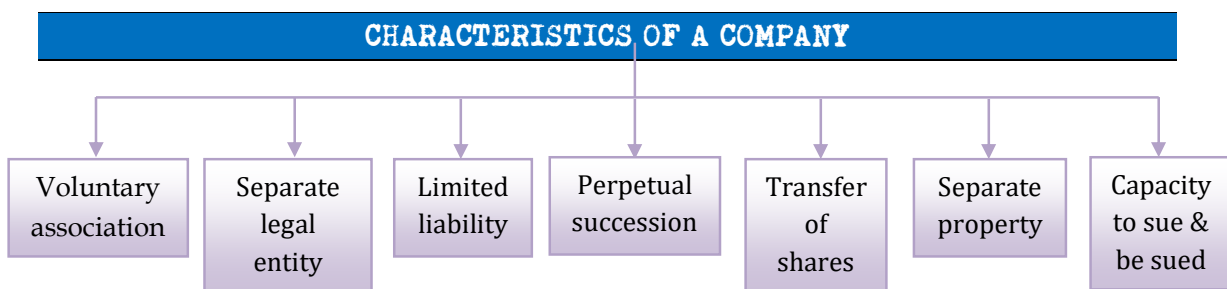 CHARACTERISTICS OF A COMPANY
Voluntary
association
Separate
legal
entity
Limited
liability
Perpetual
succession
Transfer
of
shares
Separate
property
Capacity
to sue &
be sued